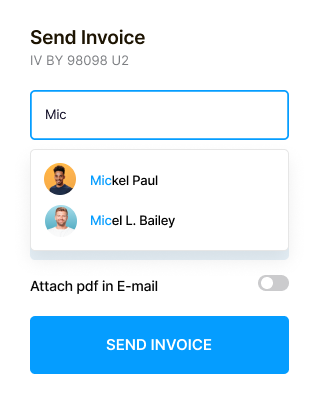 Send Invoice
IV BY 98098 U2
Mic
Mickel Paul
Micel L. Bailey
Attach pdf in E-mail
SEND INVOICE